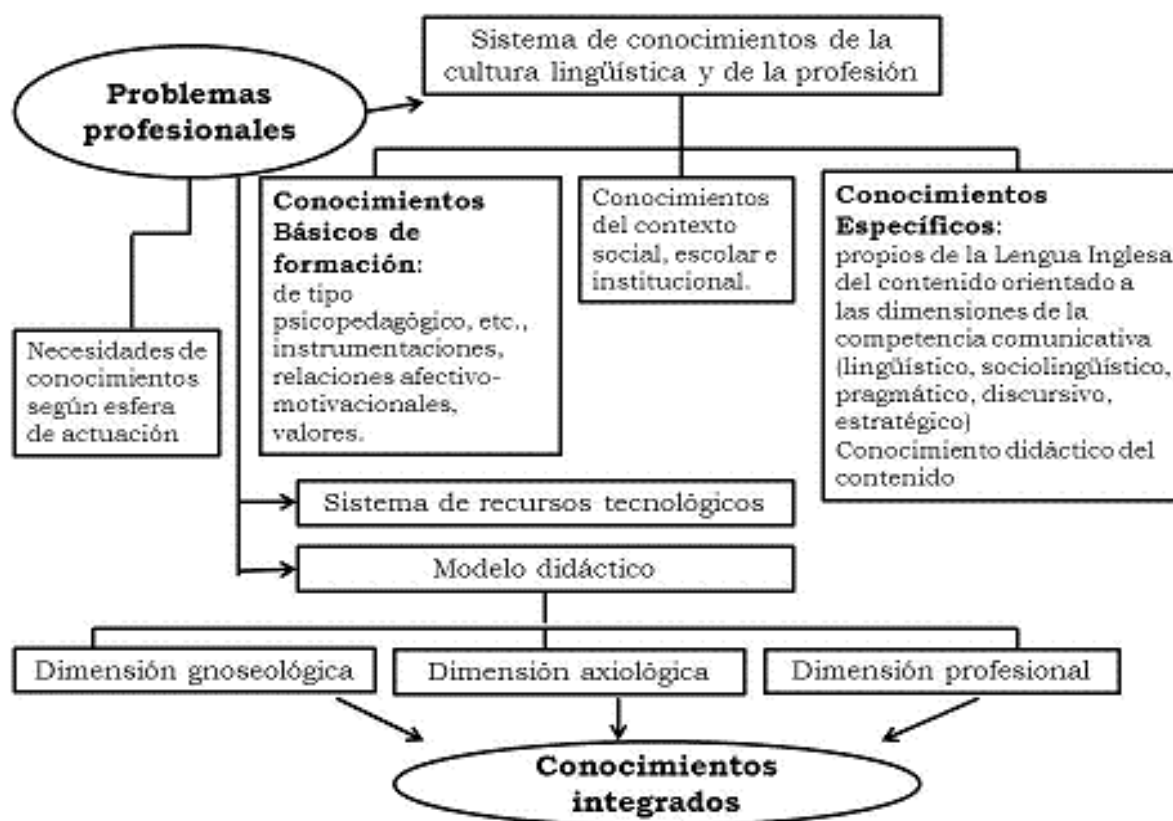 Problemas
profesionales
Sistema de conocimientos de la
cultura lingüística y de la profesión
Conocimientos
Básicos de
formación:
de tipo
psicopedagógico, etc.,
instrumentaciones,
relaciones afectivo-
motivacionales,
valores.
Conocimientos
del contexto
social, escolar e
institucional.
Conocimientos
Específicos:
propios de la Lengua Inglesa
del contenido orientado a
las dimensiones de la
competencia comunicativa
(lingüístico, sociolingüístico,
pragmático, discursivo,
estratégico)
Conocimiento didáctico del
contenido
Necesidades de
conocimientos
según esfera
de actuación
Sistema de recursos tecnológicos
Modelo didáctico
Dimensión gnoseológica
Dimensión axiológica
Dimensión profesional
Conocimientos
integrados